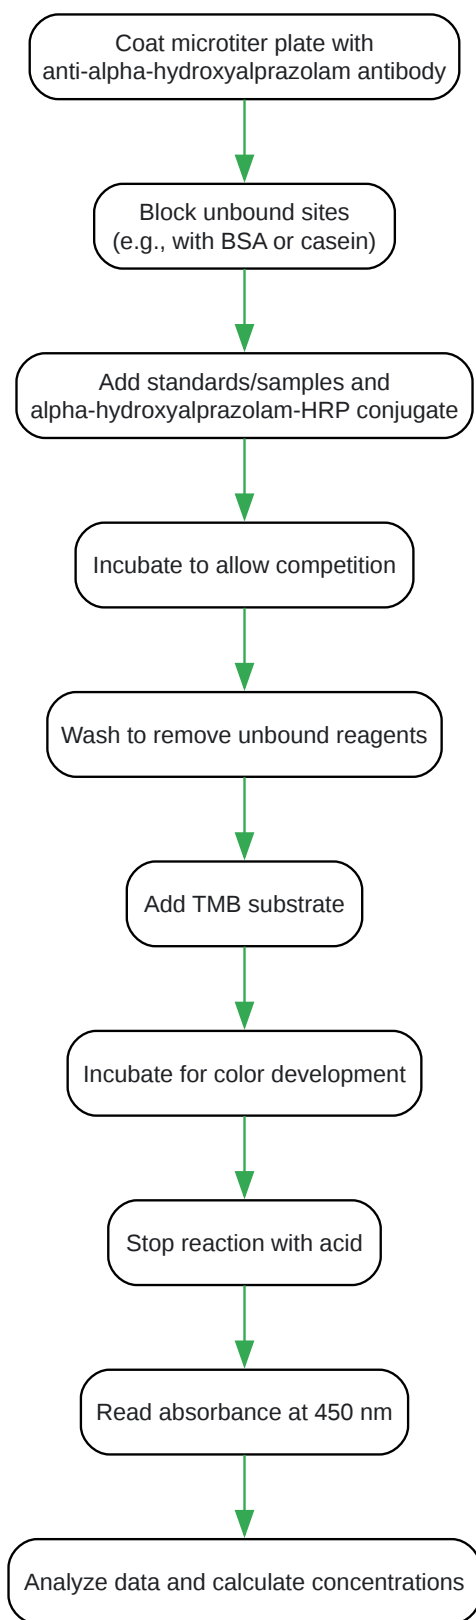 Coat microtiter plate with
anti-alpha-hydroxyalprazolam antibody
Block unbound sites
(e.g., with BSA or casein)
Add standards/samples and
alpha-hydroxyalprazolam-HRP conjugate
Incubate to allow competition
Wash to remove unbound reagents
Add TMB substrate
Incubate for color development
Stop reaction with acid
Read absorbance at 450 nm
Analyze data and calculate concentrations